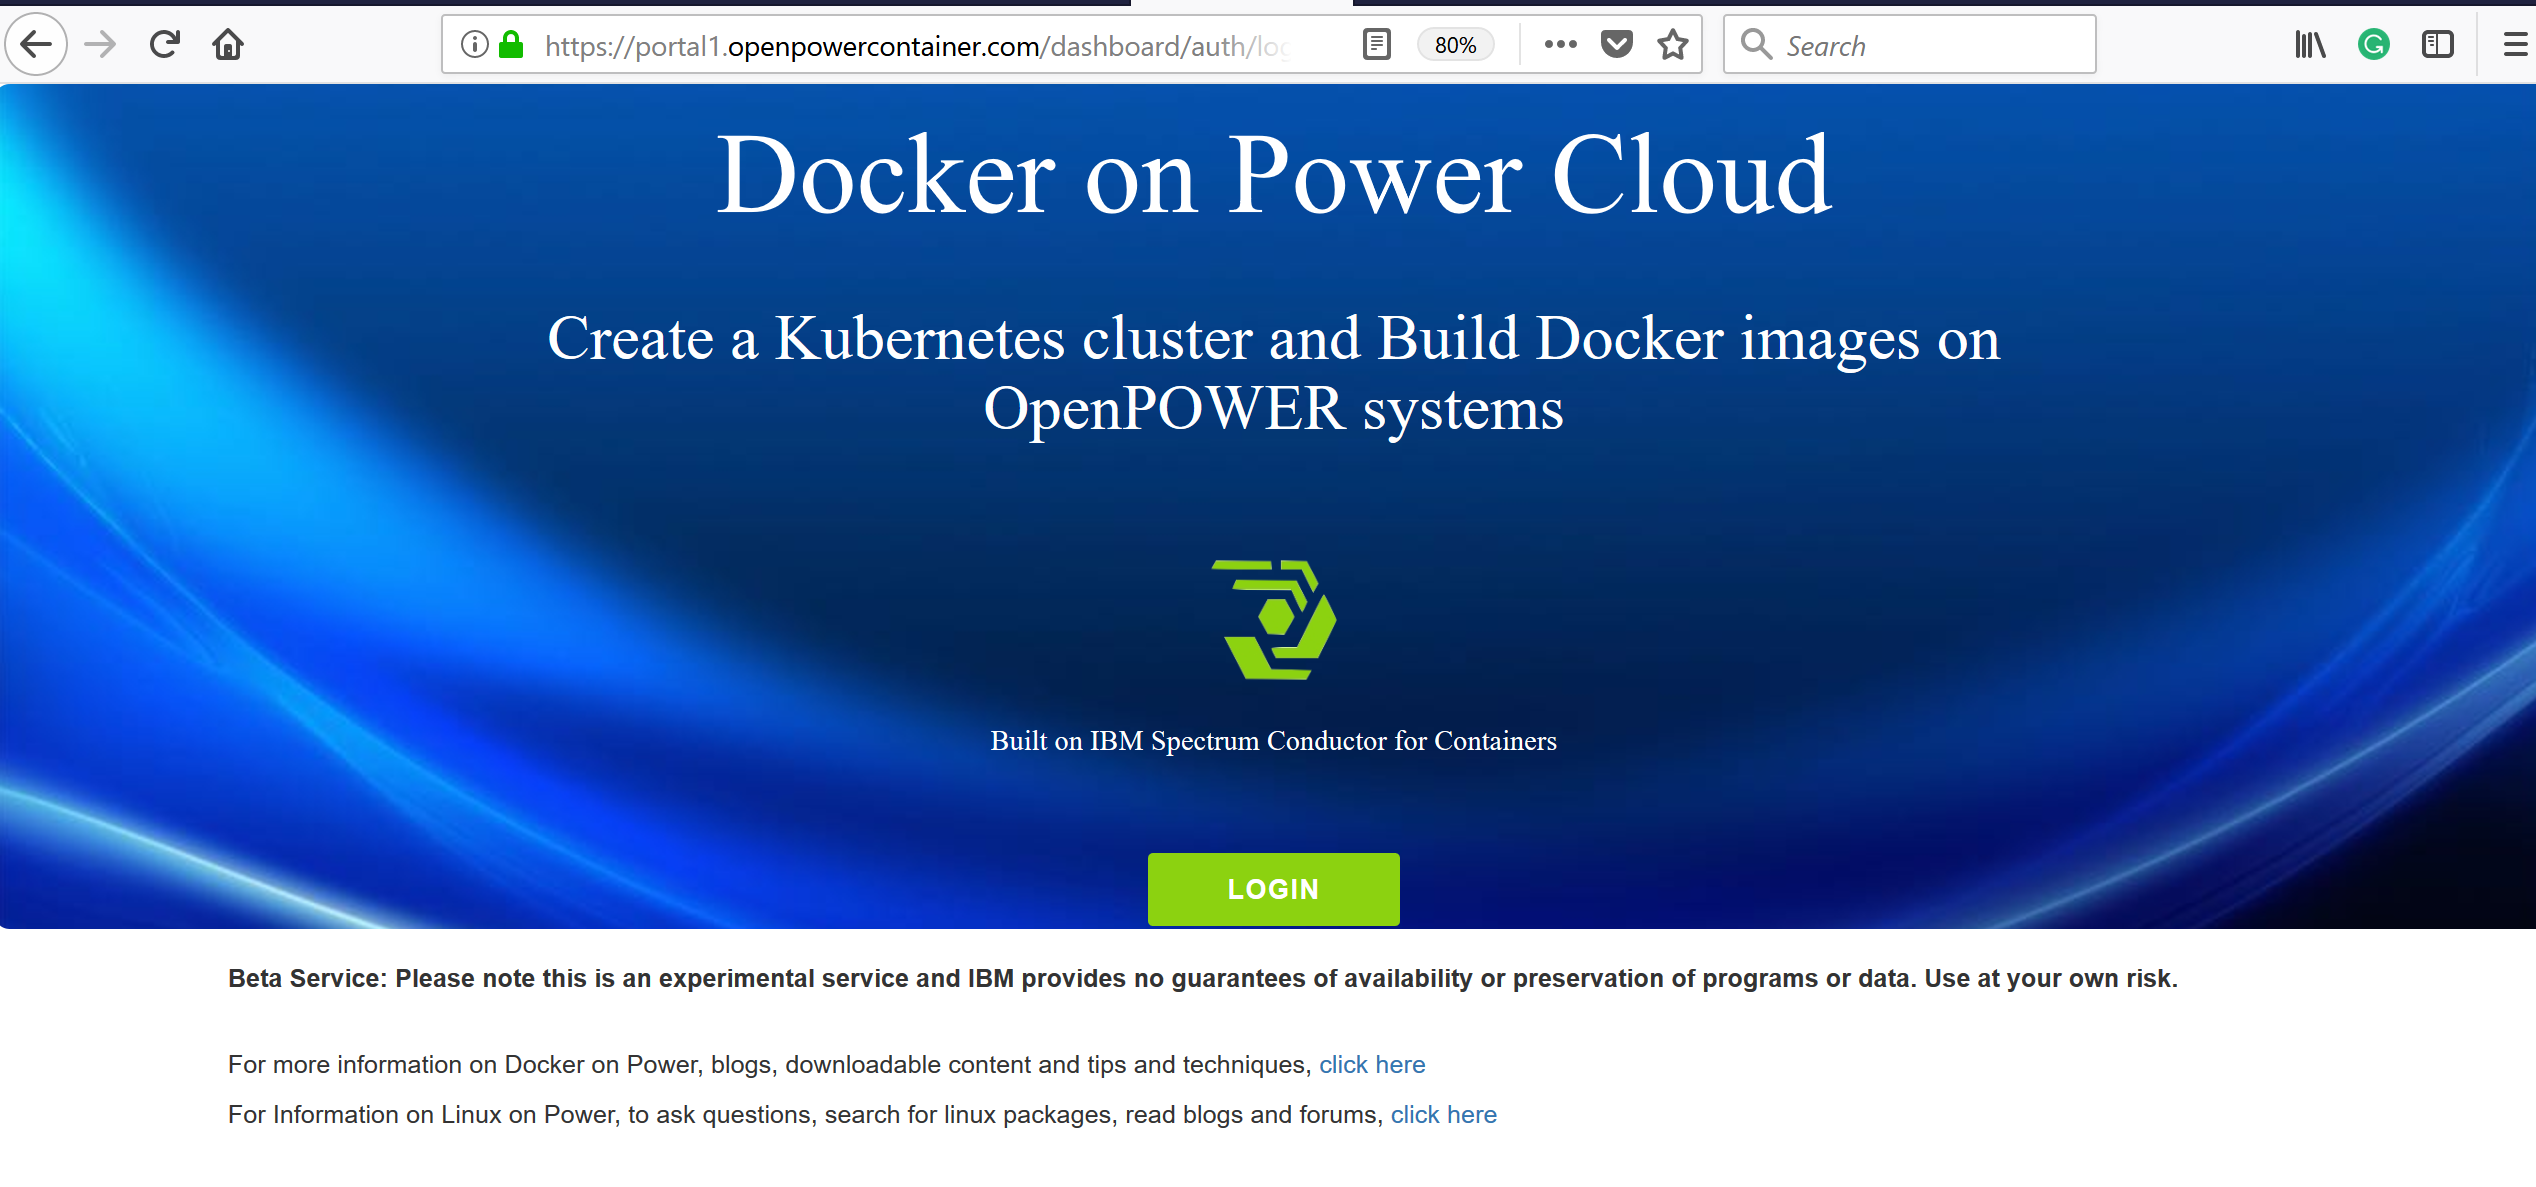 https://portal1.openpowercontainer.com/dashboard/auth/log
80%
Search
Docker on Power Cloud
Create a Kubernetes cluster and Build Docker images on
OpenPOWER systems
Built on IBM Spectrum Conductor for Containers
LOGIN
Beta Service: Please note this is an experimental service and IBM provides no guarantees of availability or preservation of programs or data. Use at your own risk.
For more information on Docker on Power, blogs, downloadable content and tips and techniques, click here
For Information on Linux on Power, to ask questions, search for linux packages, read blogs and forums, click here